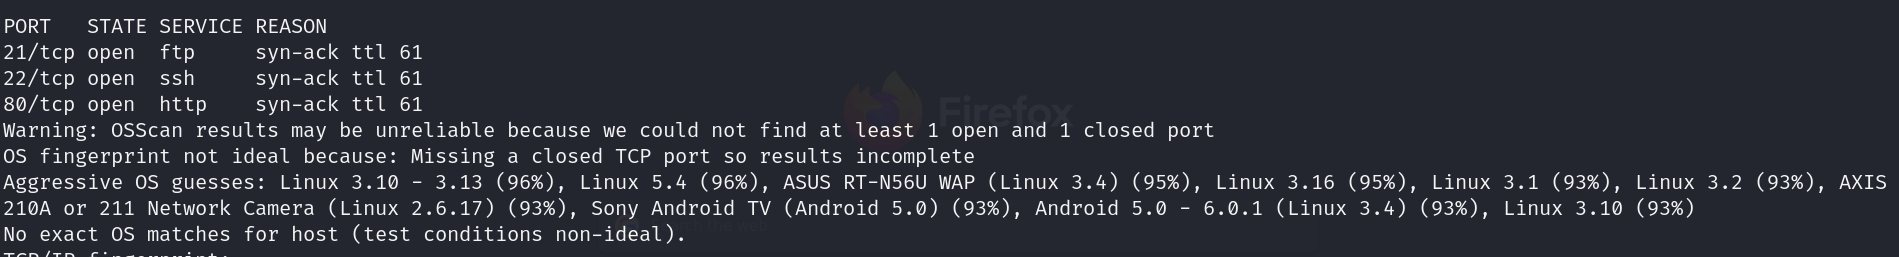 PORT   STATE SERVICE REASON
21/tcp open  ftp     syn-ack ttl 61
22/tcp open  ssh     syn-ack ttl 61
80/tcp open  http    syn-ack ttl 61
Firefox
Warning: OSScan results may be unreliable because we could not find at least 1 open and 1 closed port
OS fingerprint not ideal because: Missing a closed TCP port so results incomplete
Aggressive OS guesses: Linux 3.10 - 3.13 (96%), Linux 5.4 (96%), ASUS RT-N56U WAP (Linux 3.4) (95%), Linux 3.16 (95%), Linux 3.1 (93%), Linux 3.2 (93%), AXIS
210A or 211 Network Camera (Linux 2.6.17) (93%), Sony Android TV (Android 5.0) (93%), Android 5.0 - 6.0.1 (Linux 3.4) (93%), Linux 3.10 (93%)
No exact OS matches for host (test conditions non-ideal).
TCP/IP fingerprint: